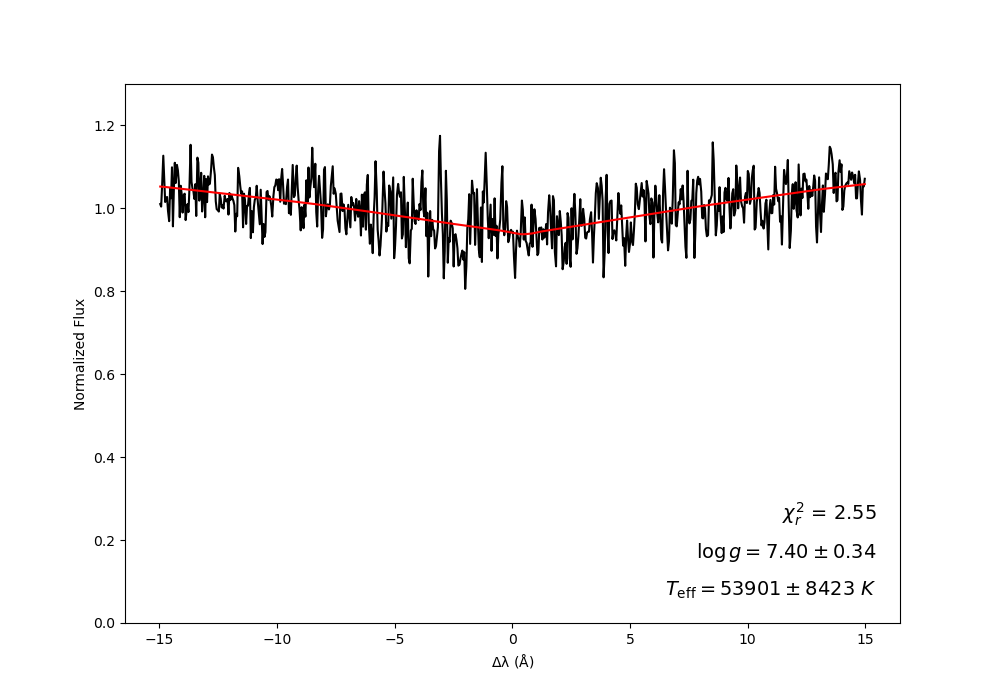 1.2
1.0
0.8
0.6
0.4
0.2
0.0
Normalized Flux
χ²ᵣ = 2.55
log g = 7.40 ± 0.34
T_eff = 53901 ± 8423 K
−15 −10 −5 0 5 10 15
Δλ (Å)